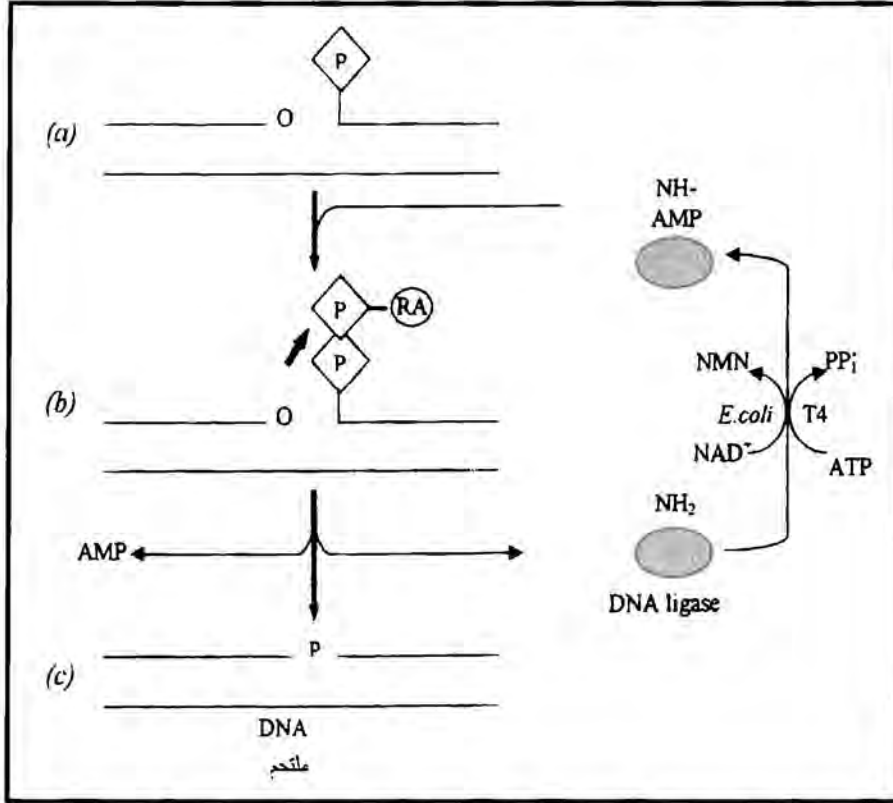 P
(a)
O
NH-
AMP
P
RA
P
(b)
O
NMN
PPi
E.coli
T4
NAD+
ATP
NH₂
AMP
DNA ligase
(c)
P
DNA
ملتحم